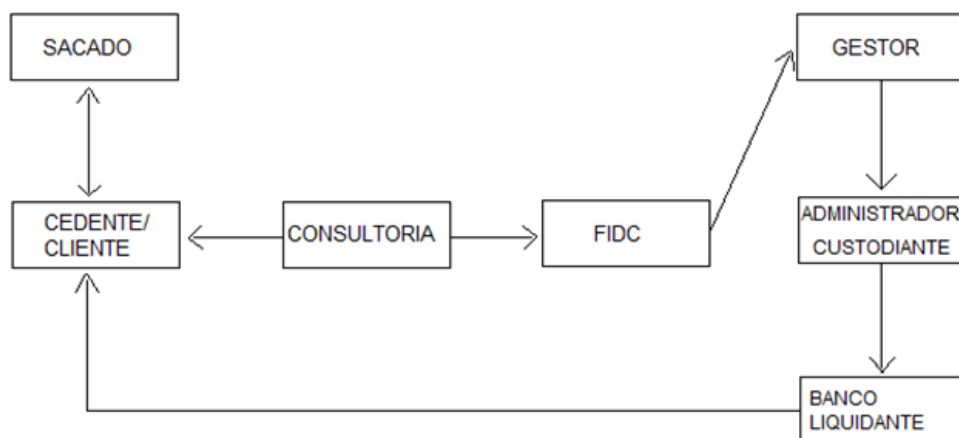 SACADO
GESTOR
CEDENTE/
CLIENTE
CONSULTORIA
FIDC
ADMINISTRADOR
CUSTODIANTE
BANCO
LIQUIDANTE